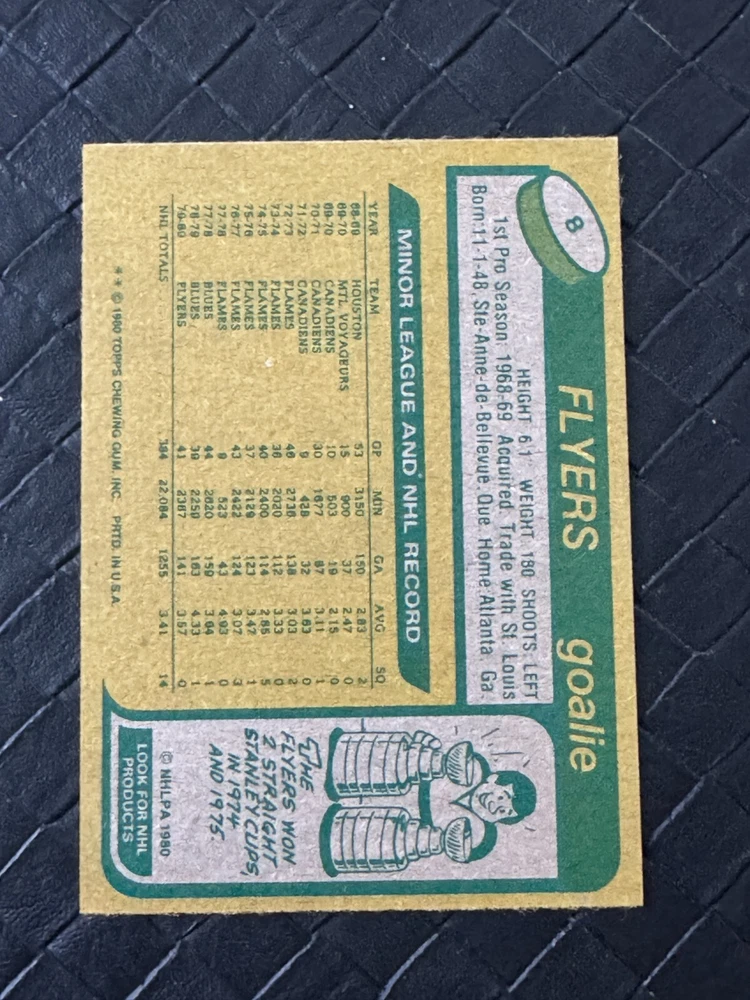 8
FLYERS goalie
HEIGHT 6'1" WEIGHT 180 SHOOTS LEFT
1st Pro Season 1968-69 Acquired Trade with St. Louis
Born: 11-1-48, Ste-Anne-de-Bellevue, Que. Home: Atlanta, Ga.
MINOR LEAGUE AND NHL RECORD
YEAR TEAM GP MIN GA AVG SO
68-69 HOUSTON 53 3150 150 2.83 2
69-70 MTL. VOYAGEURS 15 900 37 2.47 0
69-70 CANADIENS 10 503 19 2.15 0
70-71 CANADIENS 30 1677 87 3.11 0
71-72 CANADIENS 9 428 32 3.63 0
72-73 FLAMES 46 2736 138 3.03 2
73-74 FLAMES 36 2020 112 3.33 0
74-75 FLAMES 40 2400 114 2.85 5
75-76 FLAMES 37 2129 123 3.47 1
76-77 FLAMES 43 2422 124 3.07 3
77-78 FLAMES 9 523 43 4.93 0
77-78 BLUES 44 2620 159 3.64 1
78-79 BLUES 39 2259 163 4.33 1
79-80 FLYERS 41 2367 141 3.57 0
NHL TOTALS 384 22,084 1255 3.41 14
** © 1980 TOPPS CHEWING GUM, INC. PRTD. IN U.S.A.
THE
FLYERS WON
2 STRAIGHT
STANLEY CUPS,
IN 1974
AND 1975.
© NHLPA 1980
LOOK FOR NHL
PRODUCTS